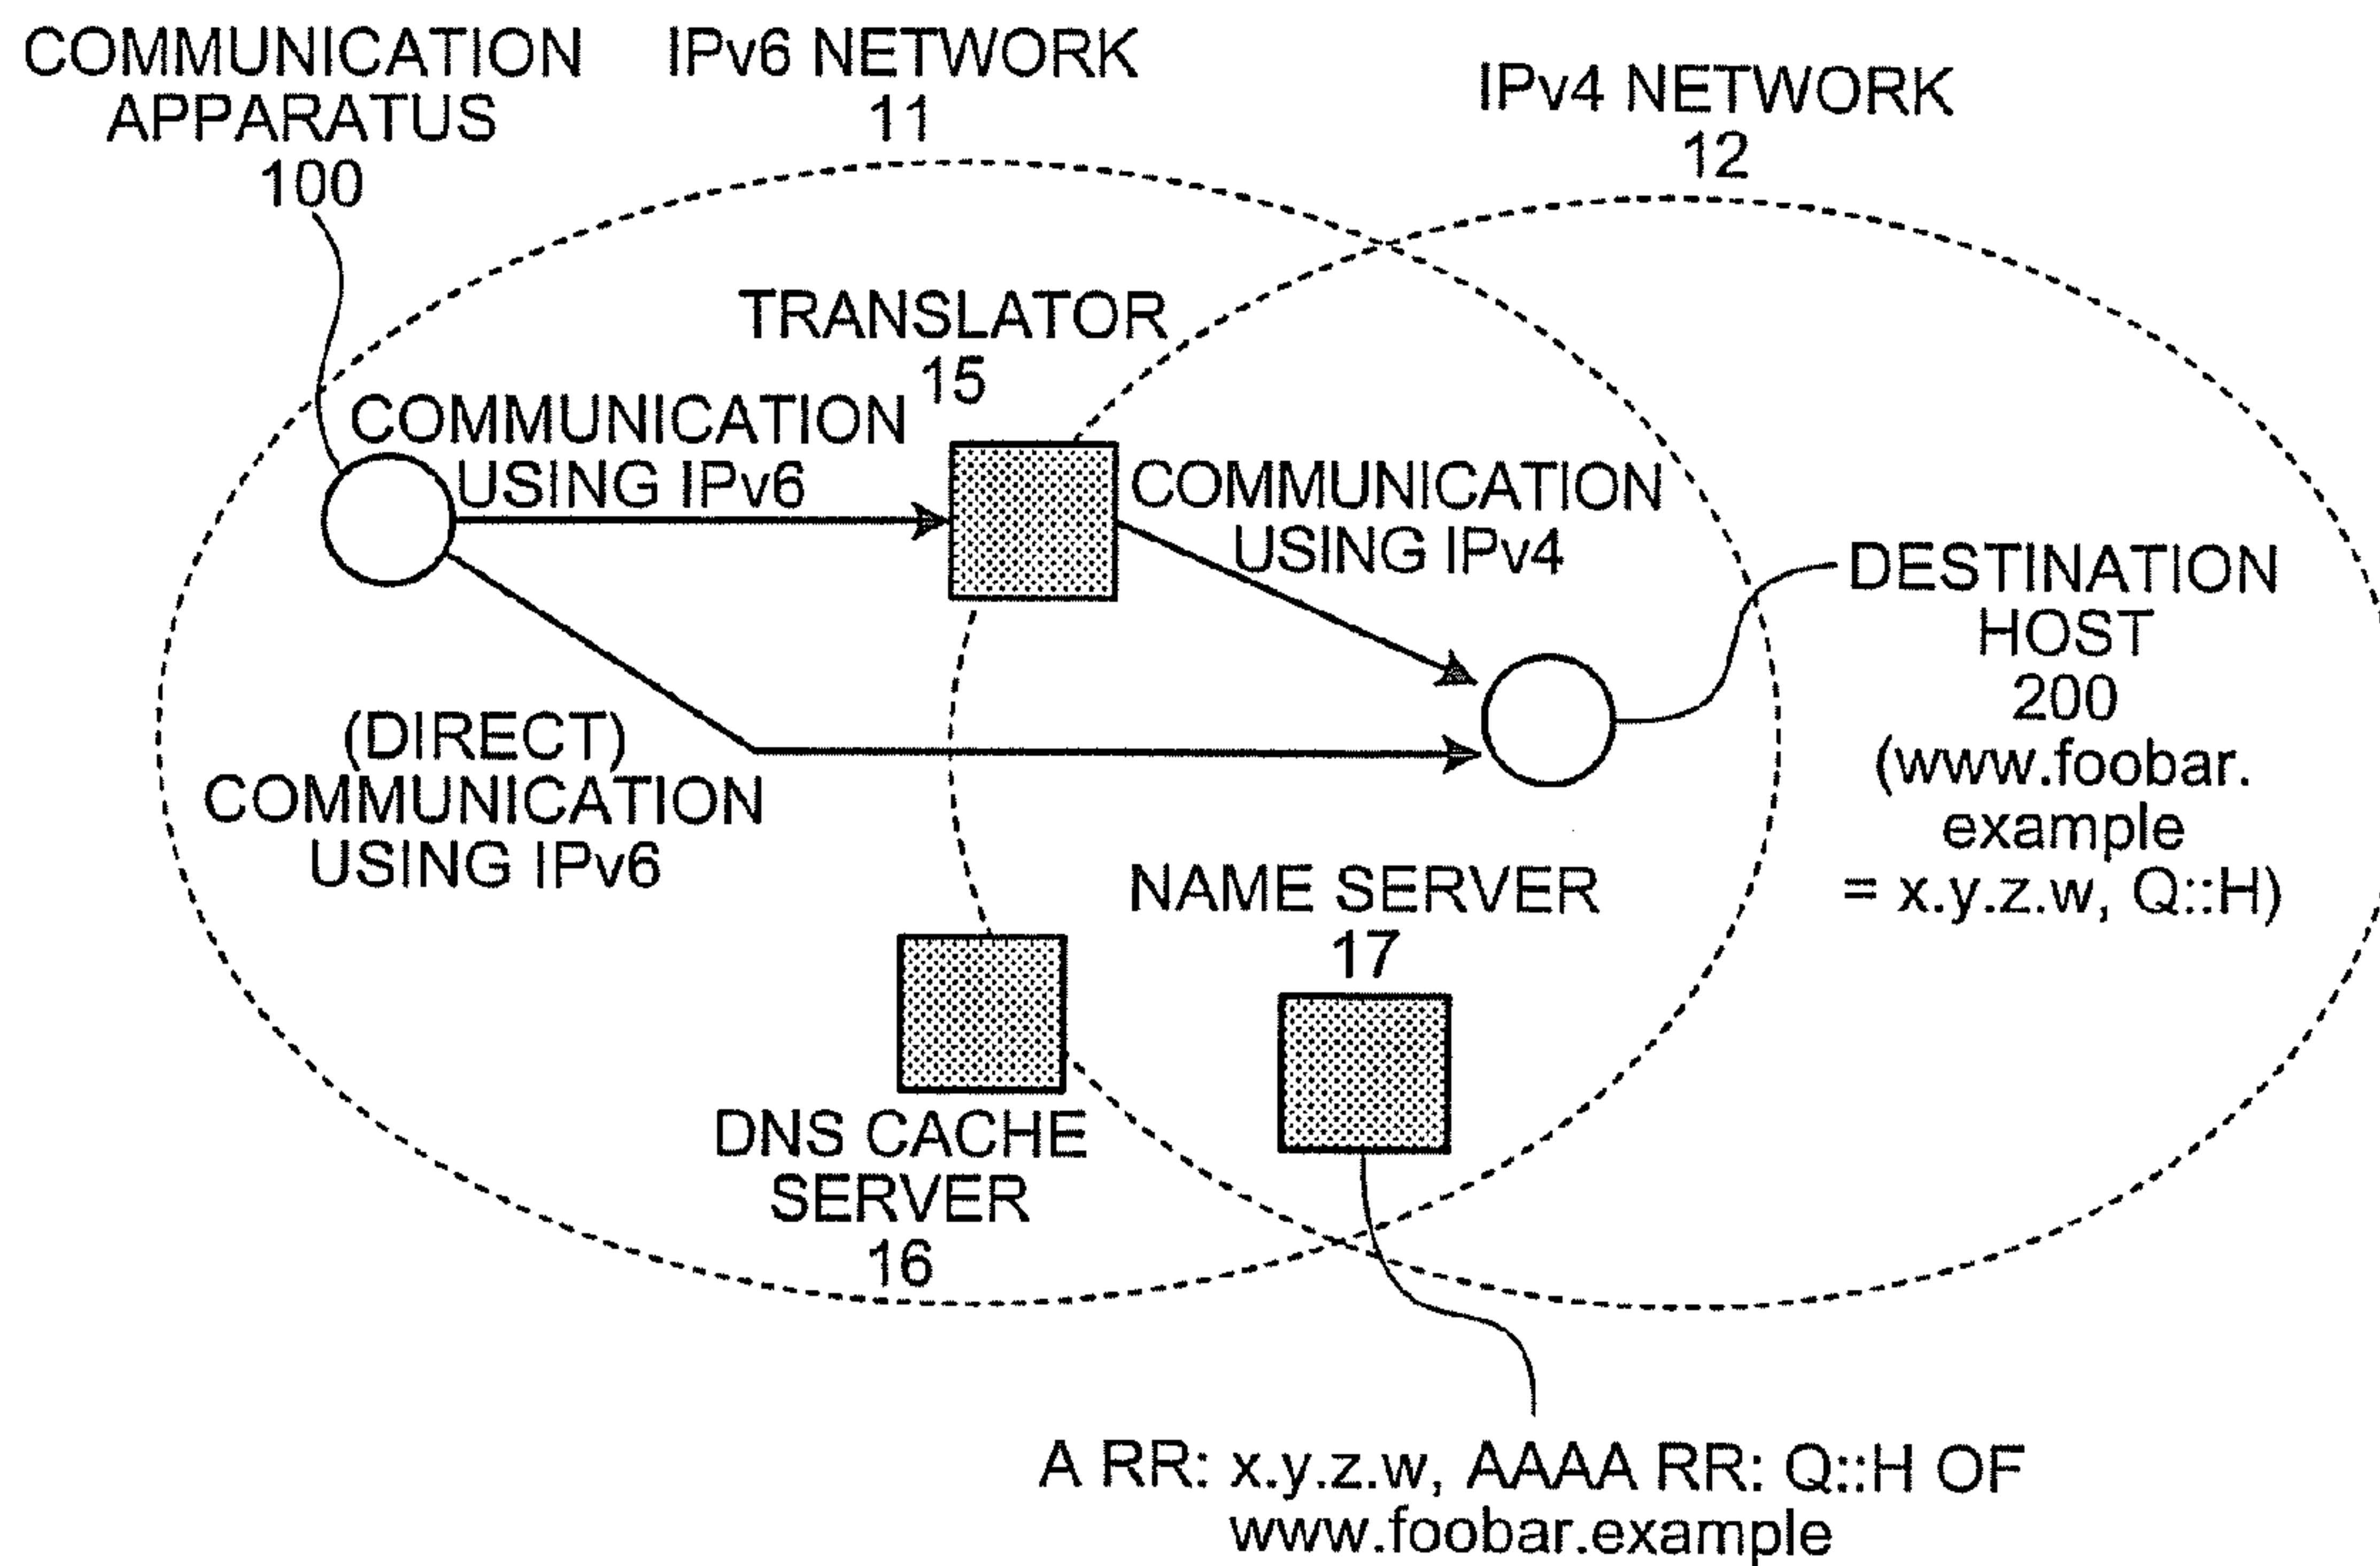 COMMUNICATION
APPARATUS
100
IPv6 NETWORK
11
IPv4 NETWORK
12
TRANSLATOR
15
COMMUNICATION
USING IPv6
COMMUNICATION
USING IPv4
DESTINATION
HOST
200
(www.foobar.
example
= x.y.z.w, Q::H)
(DIRECT)
COMMUNICATION
USING IPv6
NAME SERVER
17
DNS CACHE
SERVER
16
A RR: x.y.z.w, AAAA RR: Q::H OF
www.foobar.example